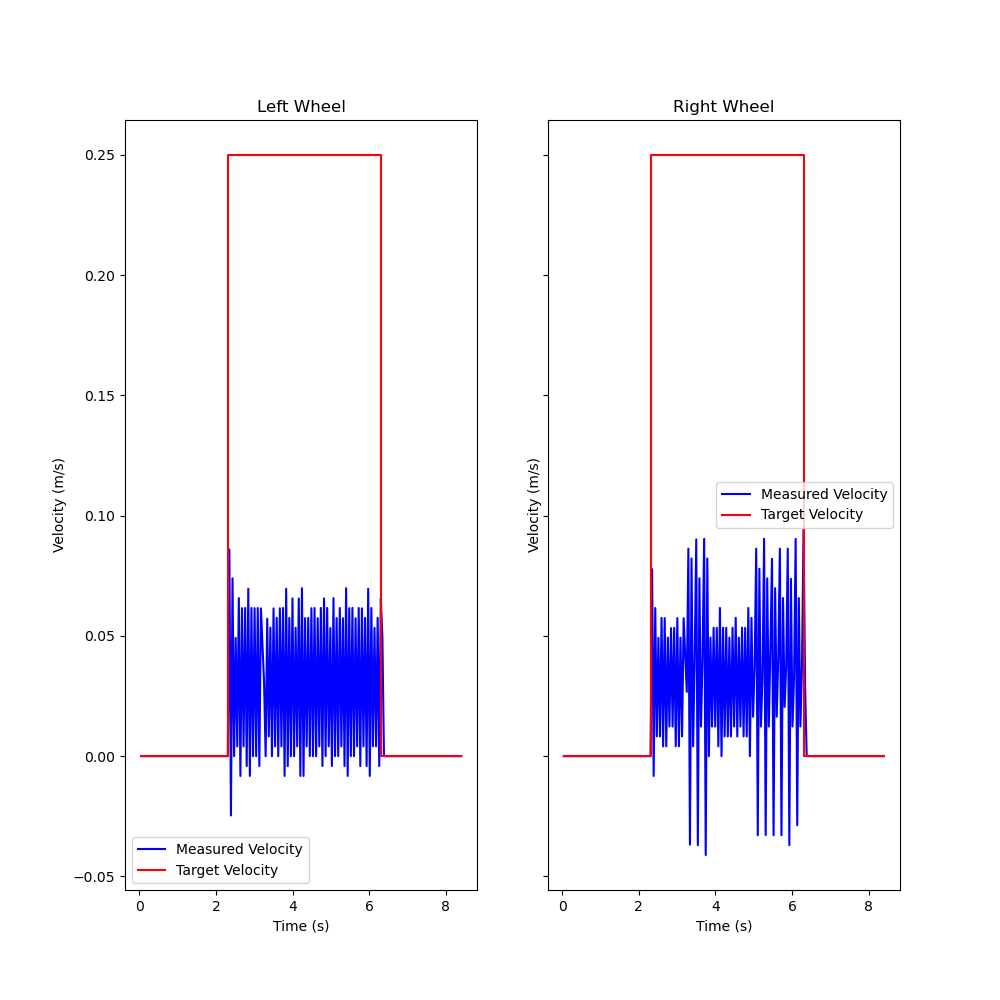 Left Wheel
Right Wheel
0.25
0.20
0.15
0.10
0.05
0.00
−0.05
Velocity (m/s)
Velocity (m/s)
Measured Velocity
Target Velocity
Measured Velocity
Target Velocity
0 2 4 6 8
0 2 4 6 8
Time (s)
Time (s)